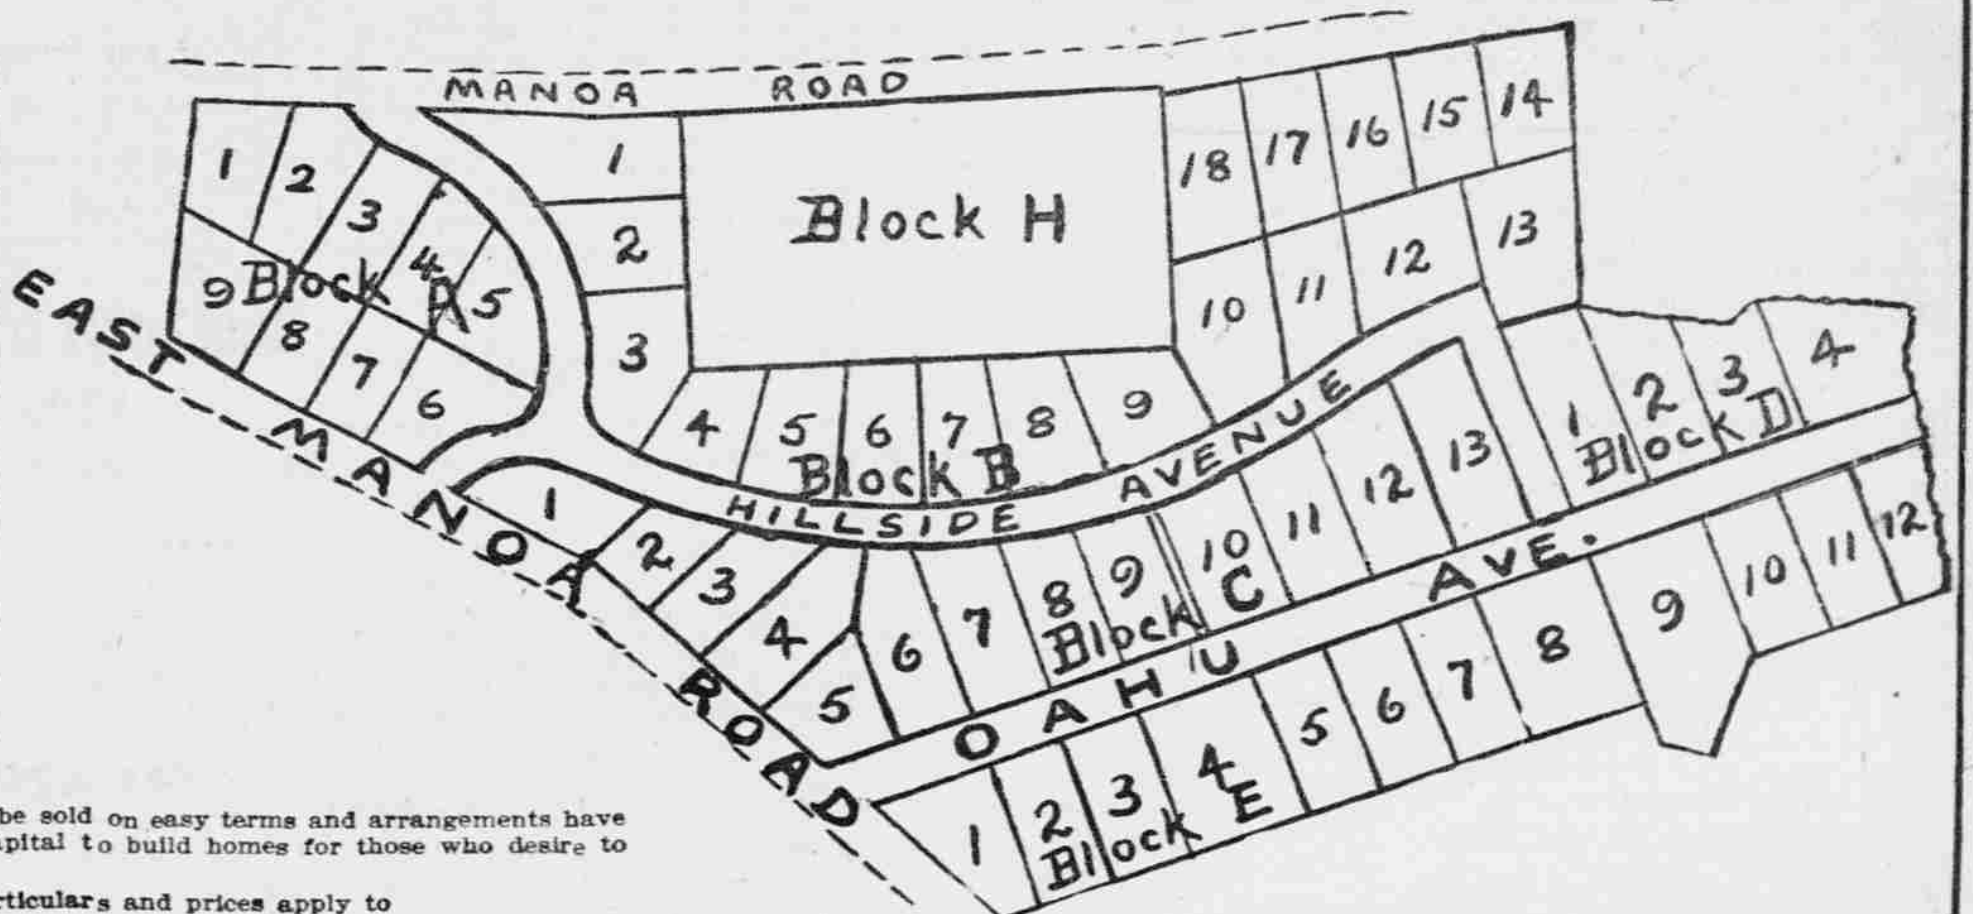 MANOA ROAD
1 2 3 4 5
9 8 7 6
Block A
1
2
3
Block H
18 17 16 15 14
10 11 12 13
4 5 6 7 8 9
Block B
HILLSIDE AVENUE
EAST MANOA ROAD
1 2 3 4 5 6 7 8 9 10 11 12 13
Block C
1 2 3 4
Block D
OAHU AVE.
1 2 3 4 5 6 7 8 9 10 11 12
Block E
be sold on easy terms and arrangements have
pital to build homes for those who desire to
rticulars and prices apply to